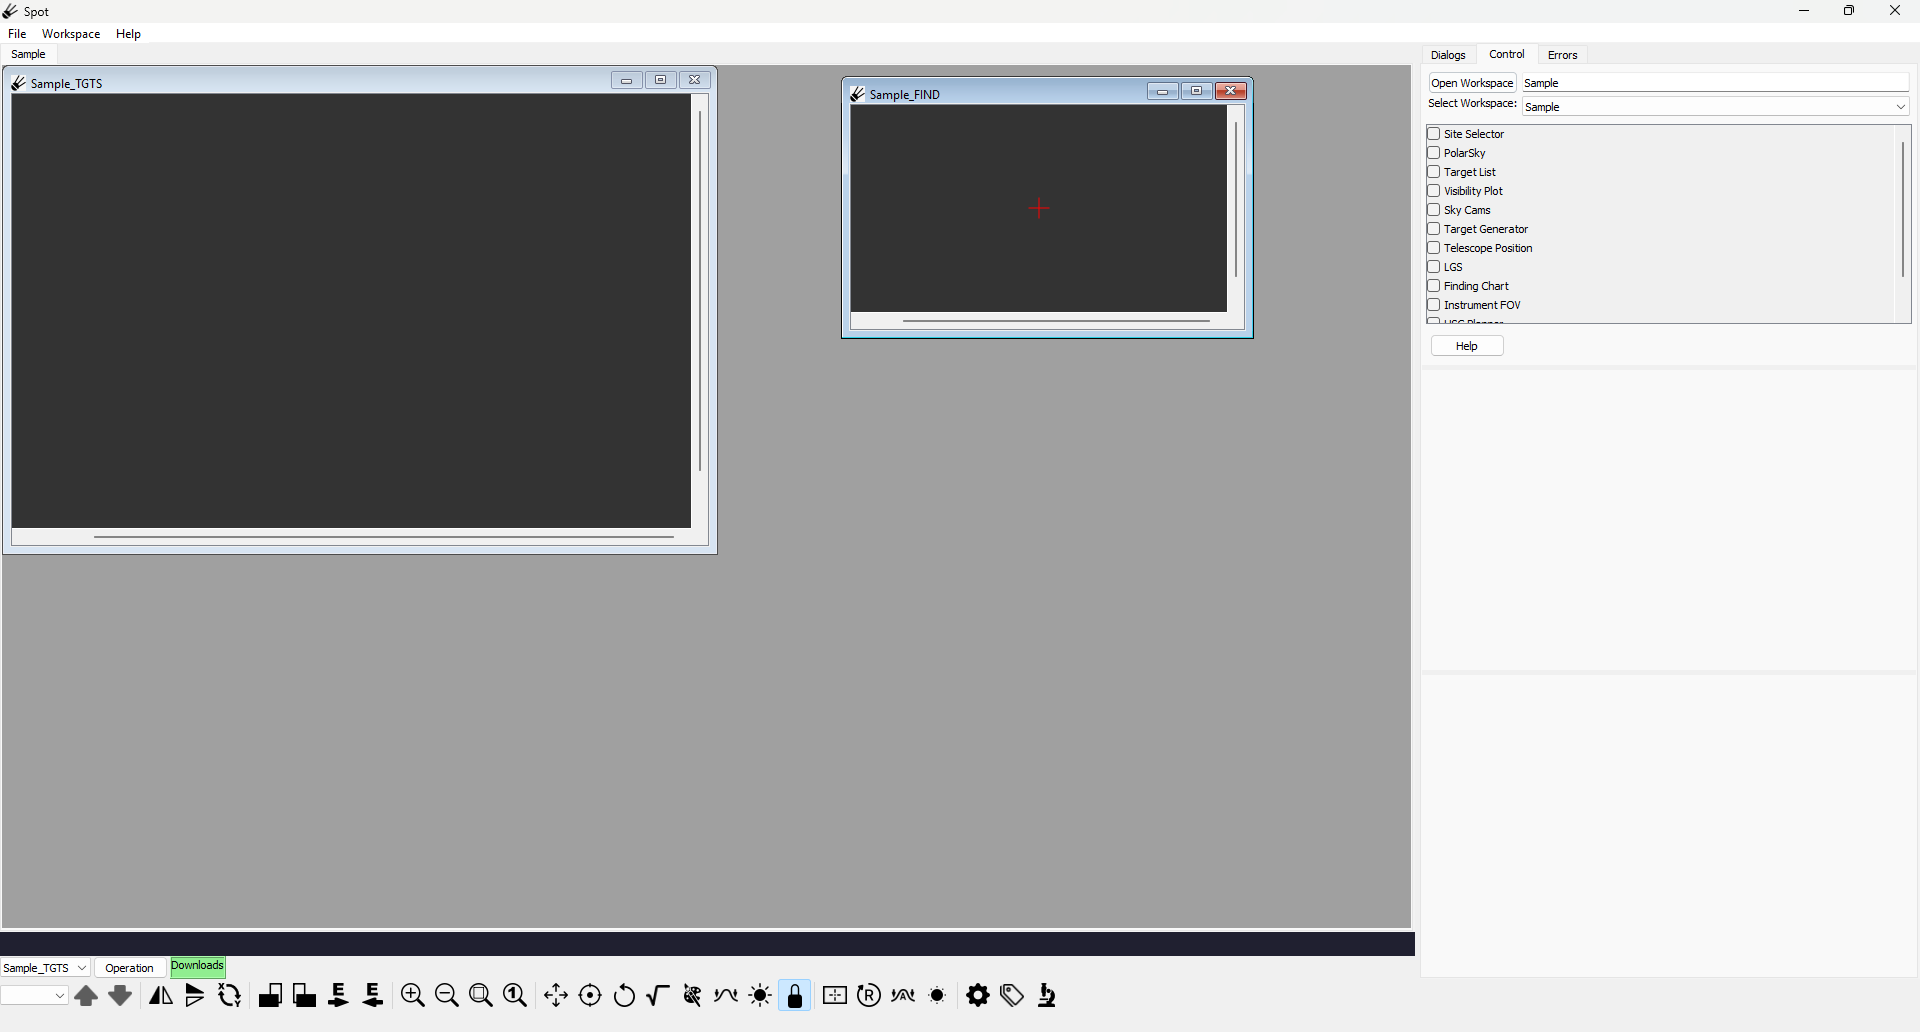 Spot
File Workspace Help
Sample
Sample_TGTS
Sample_FIND
Dialogs Control Errors
Open Workspace Sample
Select Workspace: Sample
Site Selector
PolarSky
Target List
Visibility Plot
Sky Cams
Target Generator
Telescope Position
LGS
Finding Chart
Instrument FOV
HSC Planner
Help
Sample_TGTS Operation Downloads